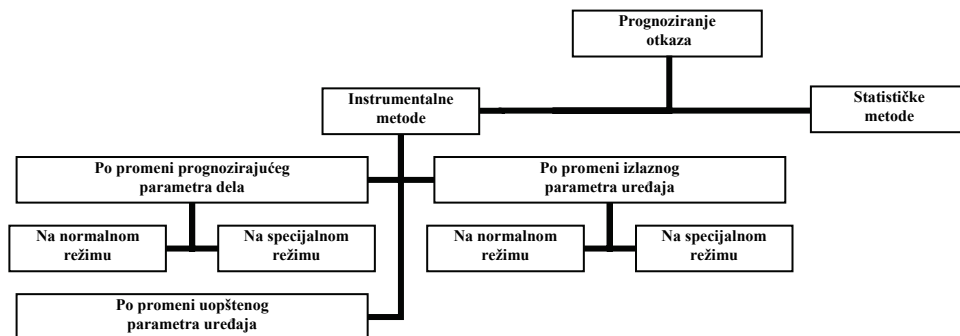 Prognoziranje
otkaza
Instrumentalne
metode
Statističke
metode
Po promeni prognozirajućeg
parametra dela
Po promeni izlaznog
parametra uređaja
Na normalnom
režimu
Na specijalnom
režimu
Na normalnom
režimu
Na specijalnom
režimu
Po promeni uopštenog
parametra uređaja